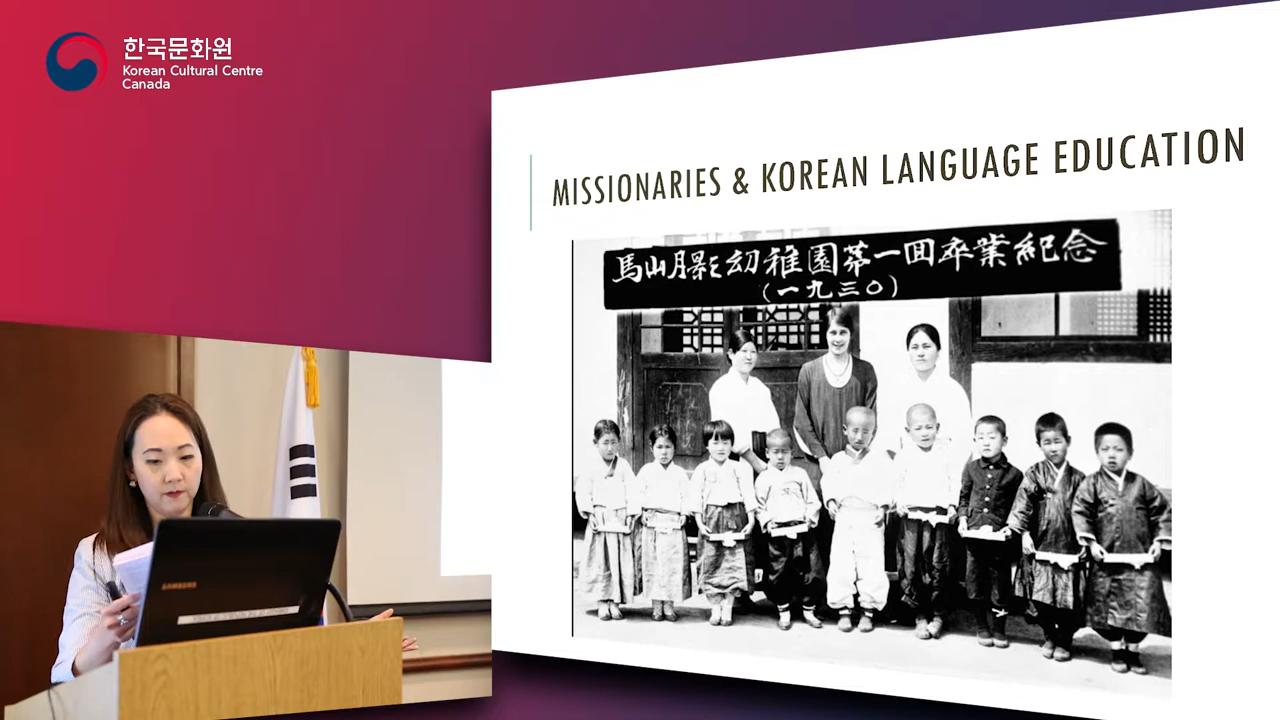 한국문화원
Korean Cultural Centre
Canada
MISSIONARIES & KOREAN LANGUAGE EDUCATION
馬山月影幼稚園第一回卒業紀念
(一九三〇)
SAMSUNG